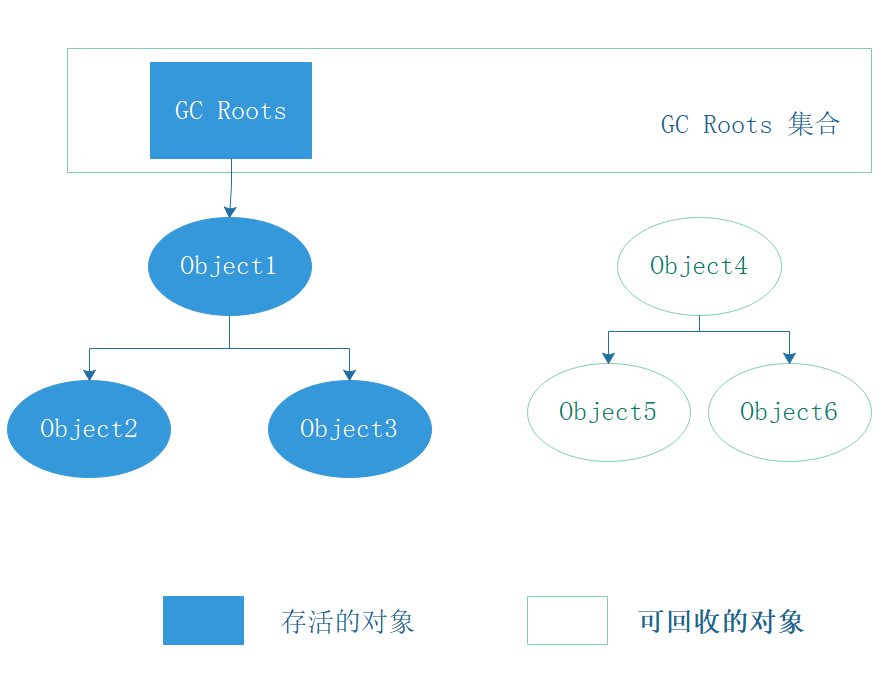 GC Roots
GC Roots 集合
Object1
Object4
Object2
Object3
Object5
Object6
存活的对象
可回收的对象